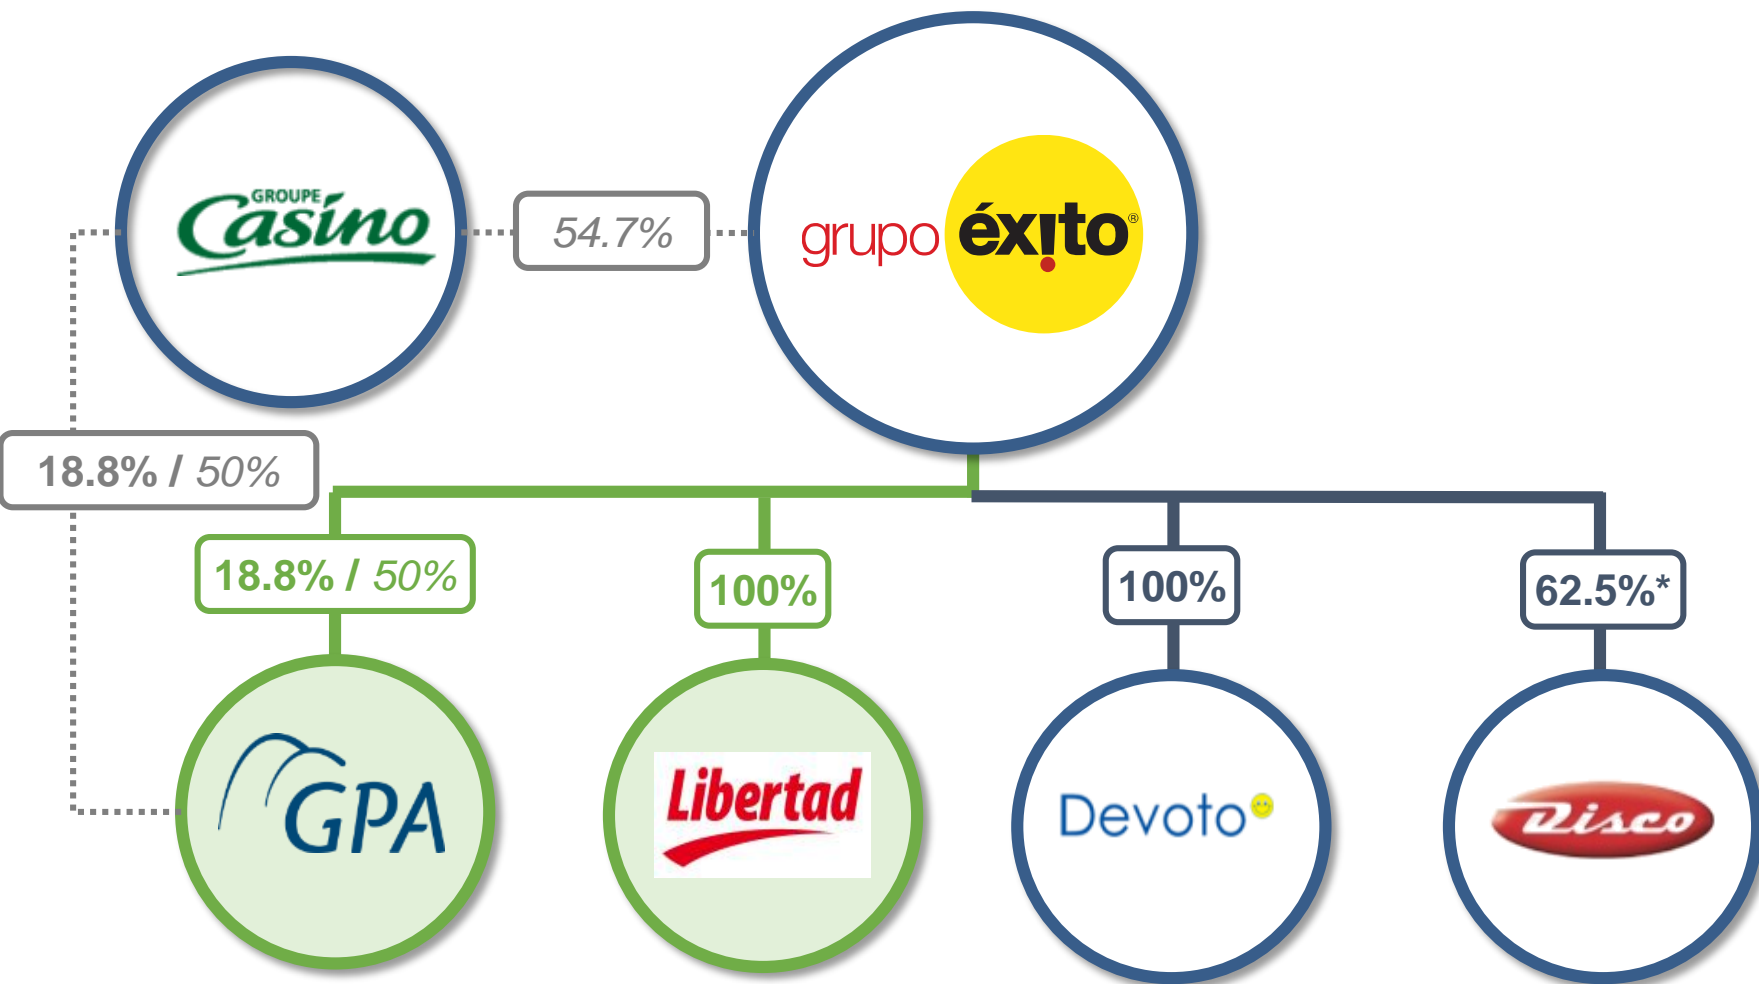 GROUPE
Casino
54.7%
grupo éxito®
18.8% / 50%
18.8% / 50%
100%
100%
62.5%*
GPA
Libertad
Devoto
Disco